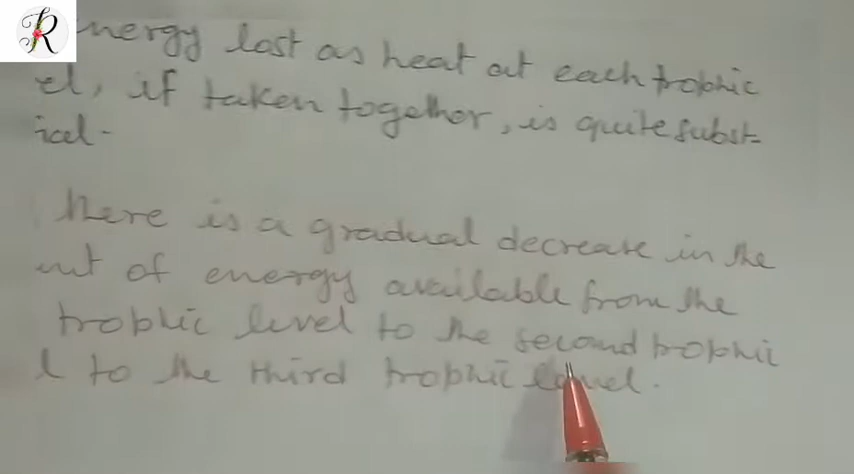 R
nergy lost as heat at each trophic
el, if taken together, is quite subst-
ial.
here is a gradual decrease in the
unt of energy available from the
trophic level to the second trophic
l to the third trophic level.